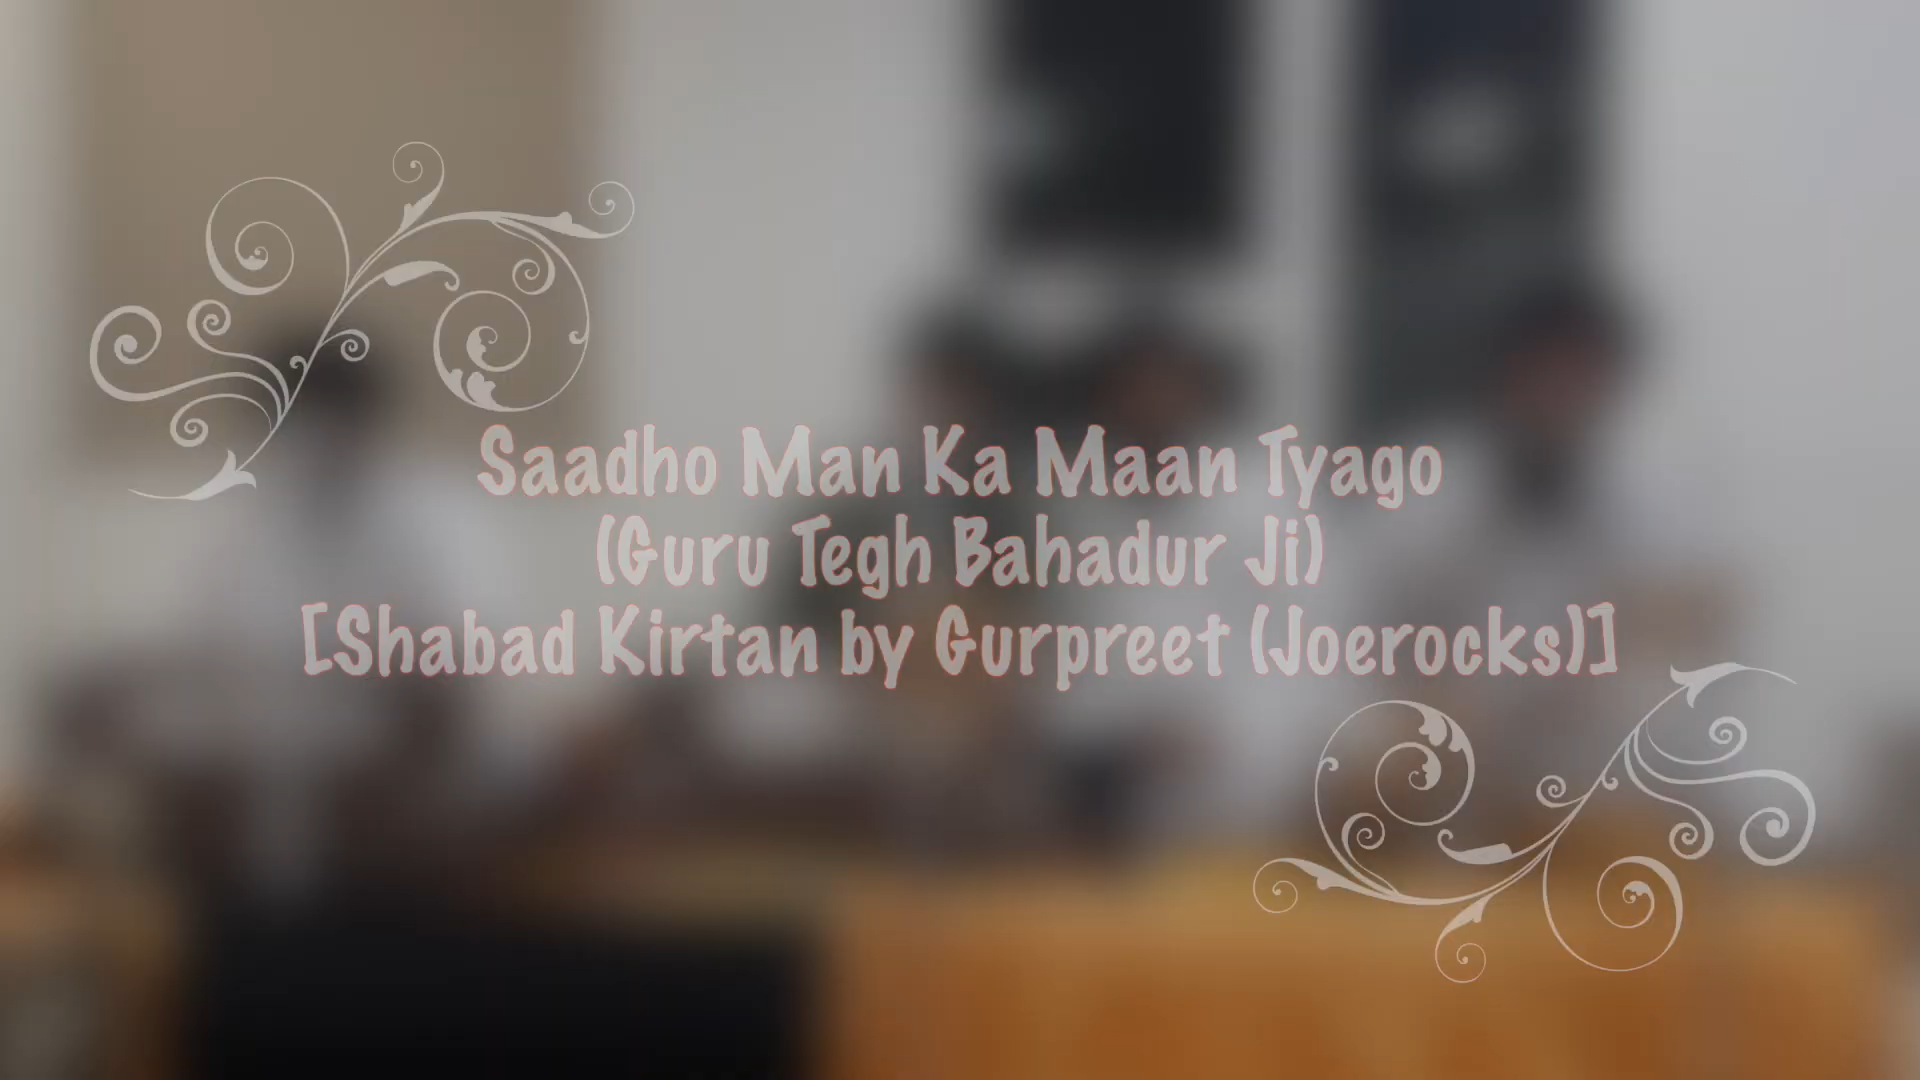 Saadho Man Ka Maan Tyago
(Guru Tegh Bahadur Ji)
[Shabad Kirtan by Gurpreet (Joerocks)]